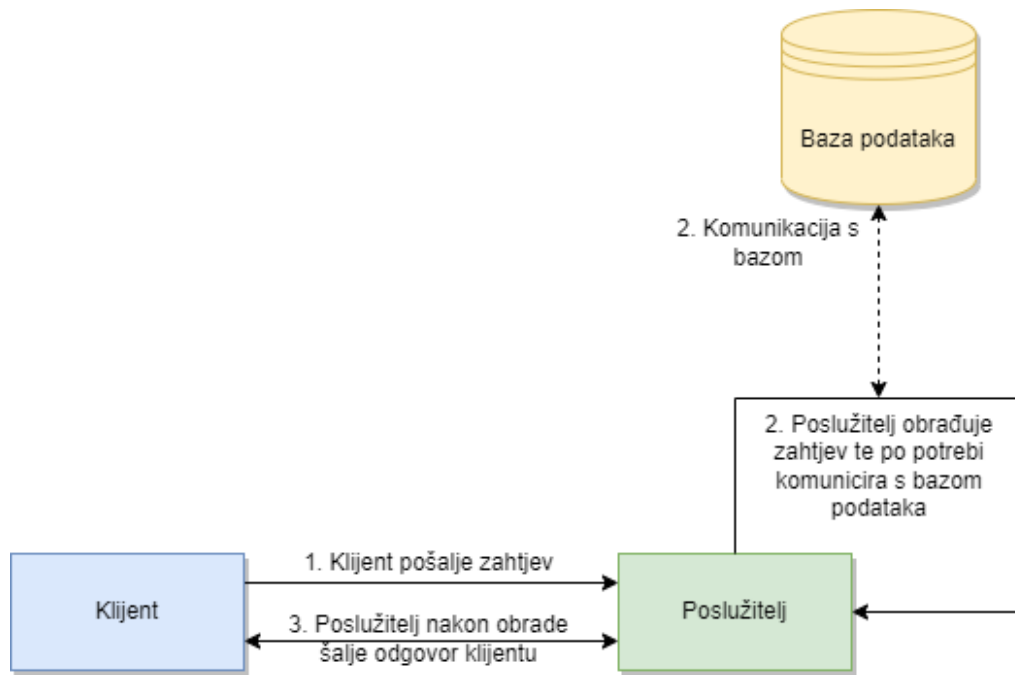 Baza podataka
2. Komunikacija s
bazom
2. Poslužitelj obrađuje
zahtjev te po potrebi
komunicira s bazom
podataka
Klijent
1. Klijent pošalje zahtjev
3. Poslužitelj nakon obrade
šalje odgovor klijentu
Poslužitelj